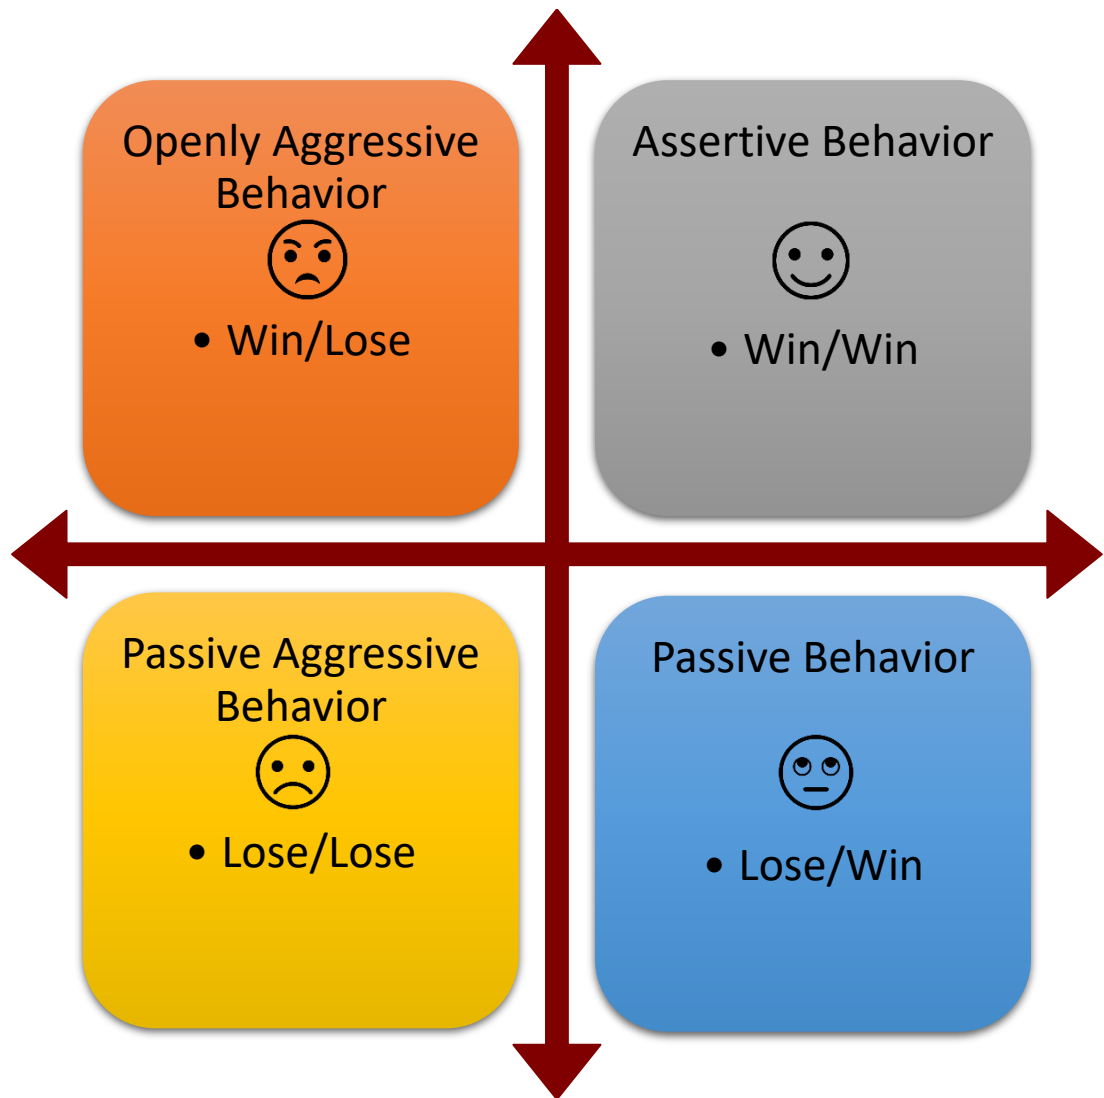 Openly Aggressive
Behavior
• Win/Lose
Assertive Behavior
• Win/Win
Passive Aggressive
Behavior
• Lose/Lose
Passive Behavior
• Lose/Win